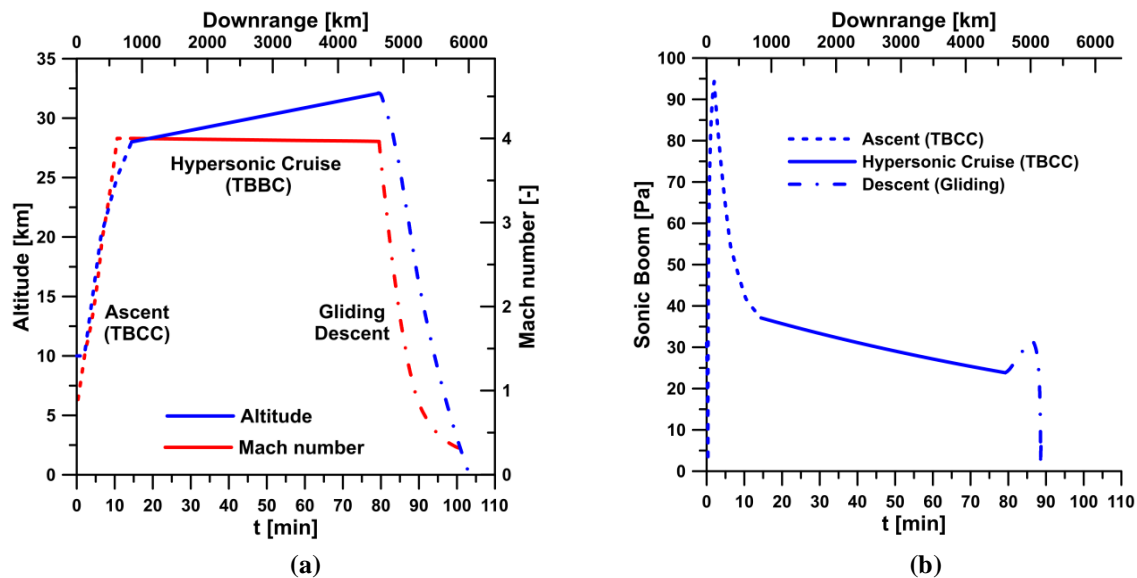 Downrange [km]
0 1000 2000 3000 4000 5000 6000
35
30
25
20
15
10
5
0
Altitude [km]
4
3
2
1
0
Mach number [-]
Hypersonic Cruise
(TBBC)
Ascent
(TBCC)
Gliding
Descent
Altitude
Mach number
0 10 20 30 40 50 60 70 80 90 100 110
t [min]
(a)
Downrange [km]
0 1000 2000 3000 4000 5000 6000
100
90
80
70
60
50
40
30
20
10
0
Sonic Boom [Pa]
Ascent (TBCC)
Hypersonic Cruise (TBCC)
Descent (Gliding)
0 10 20 30 40 50 60 70 80 90 100 110
t [min]
(b)